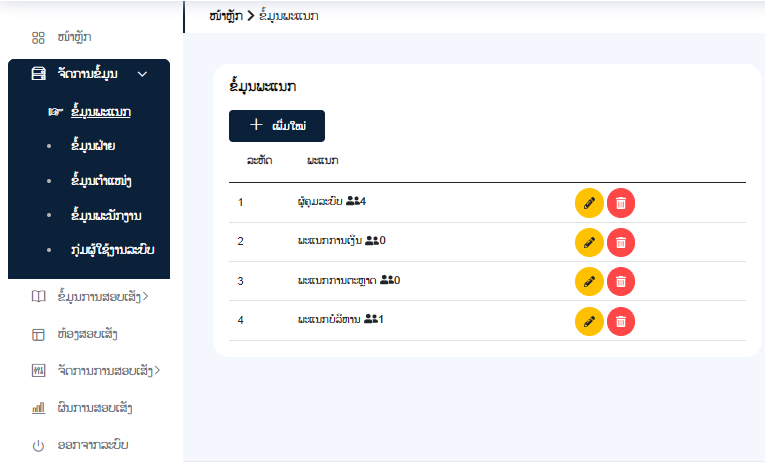 ໜ້າຫຼັກ
ຈັດການຂໍ້ມູນ
ຂໍ້ມູນພະແນກ
ຂໍ້ມູນຝ່າຍ
ຂໍ້ມູນຕຳແໜ່ງ
ຂໍ້ມູນພະນັກງານ
ກຸ່ມຜູ້ໃຊ້ງານລະບົບ
ຂໍ້ມູນການສອບເສັງ>
ຫ້ອງສອບເສັງ
ຈັດການການສອບເສັງ>
ຜົນການສອບເສັງ
ອອກຈາກລະບົບ
ໜ້າຫຼັກ > ຂໍ້ມູນພະແນກ
ຂໍ້ມູນພະແນກ
+ ເພີ່ມໃໝ່
ລະຫັດ ພະແນກ
1 ຜູ້ຄຸມລະບົບ 4
2 ພະແນກການເງິນ 0
3 ພະແນກການຕະຫຼາດ 0
4 ພະແນກບໍລິຫານ 1